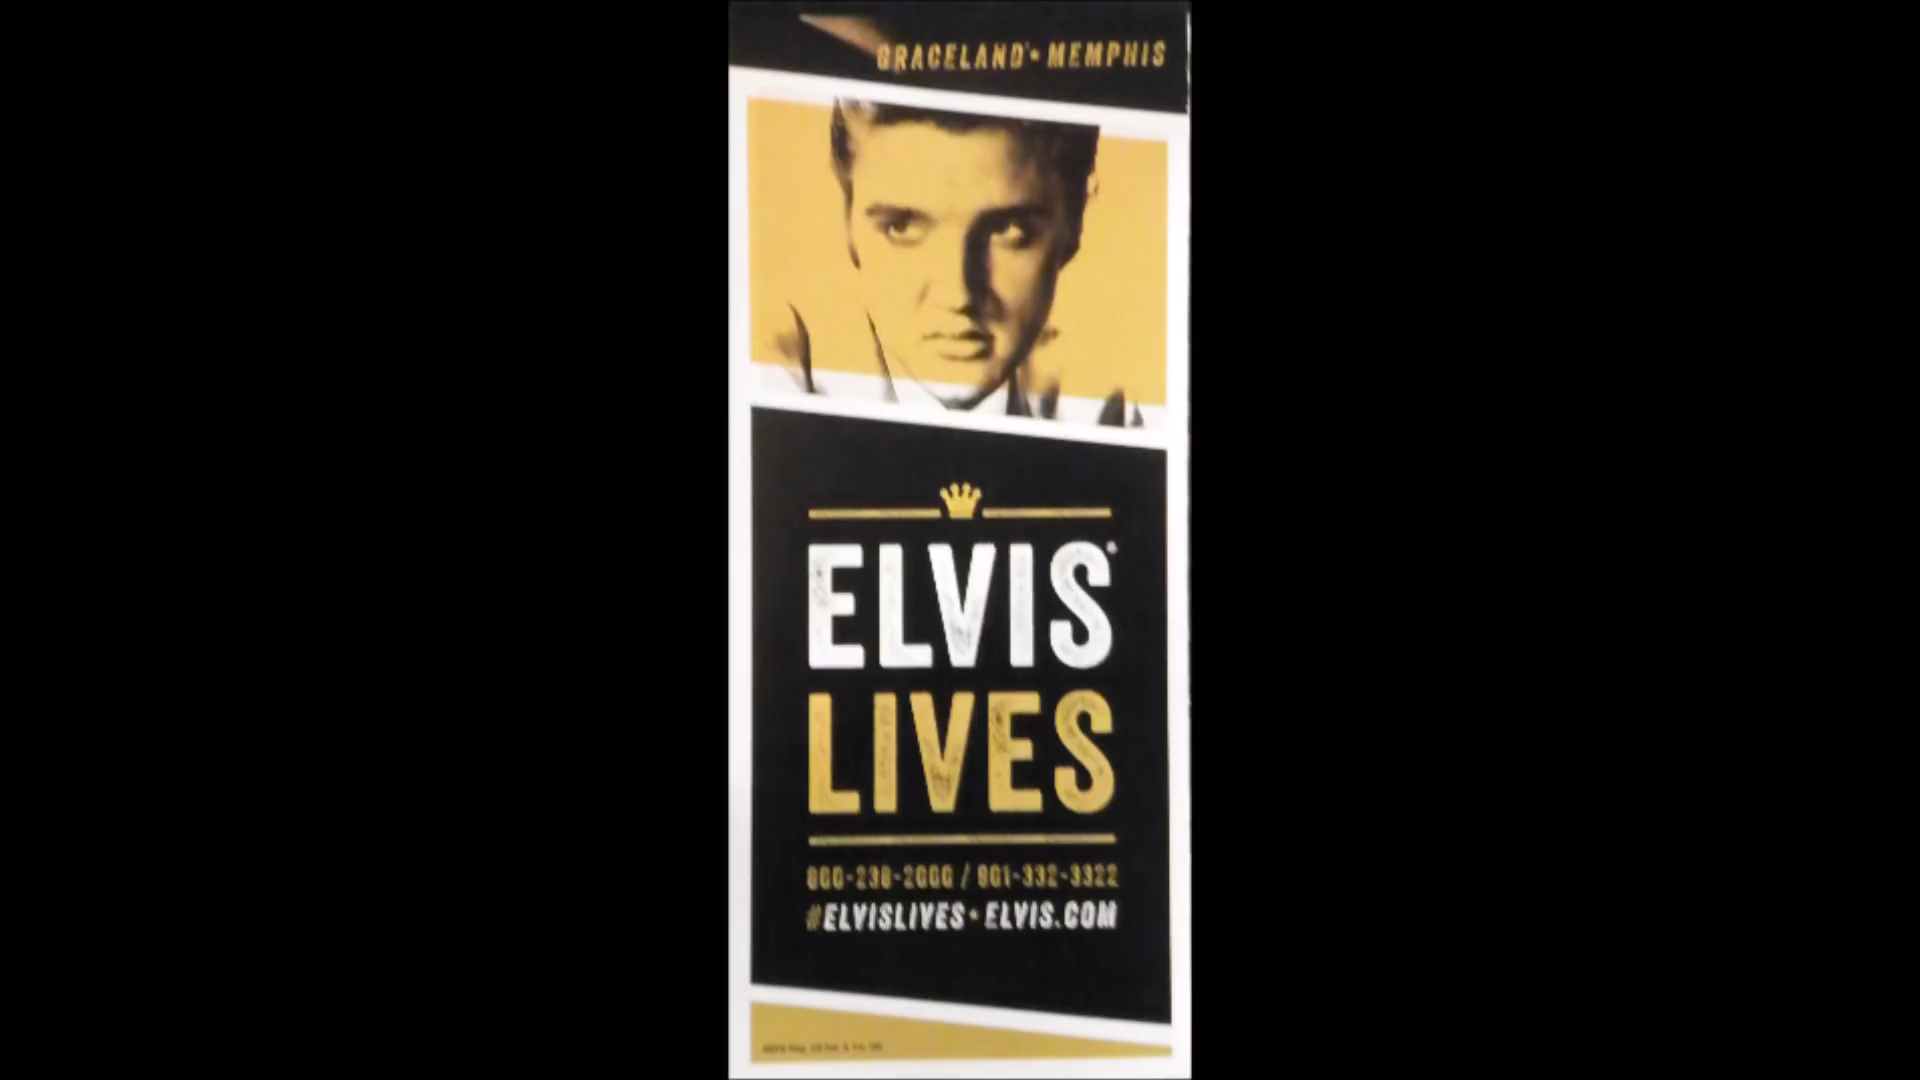 GRACELAND • MEMPHIS
ELVIS
LIVES
800-238-2000 / 901-332-3322
#ELVISLIVES • ELVIS.COM